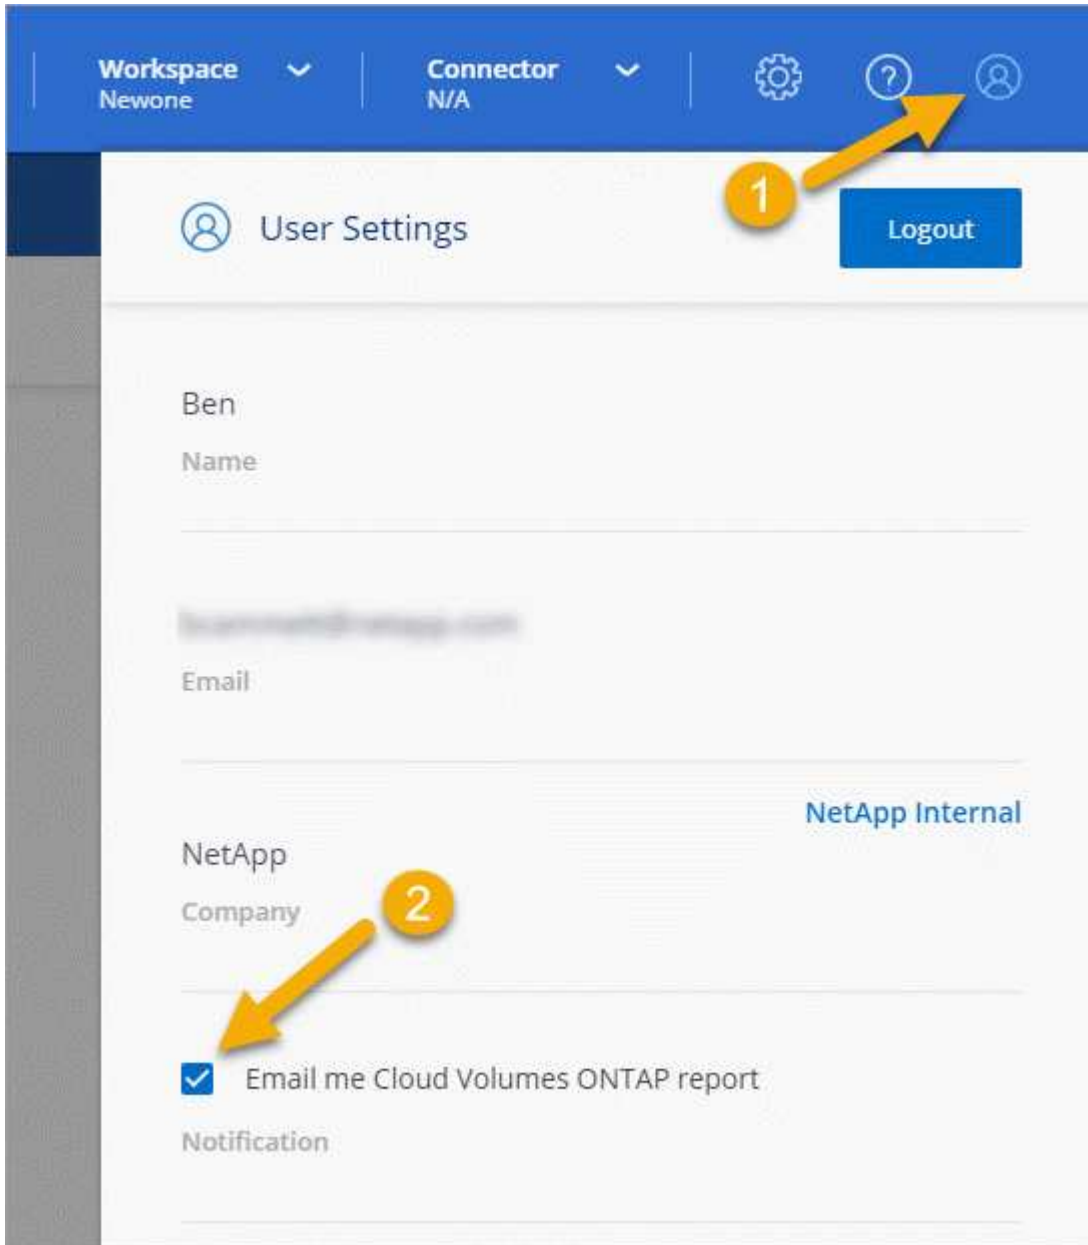 Workspace
Newone
Connector
N/A
1
User Settings
Logout
Ben
Name
Email
NetApp Internal
NetApp
Company
2
Email me Cloud Volumes ONTAP report
Notification